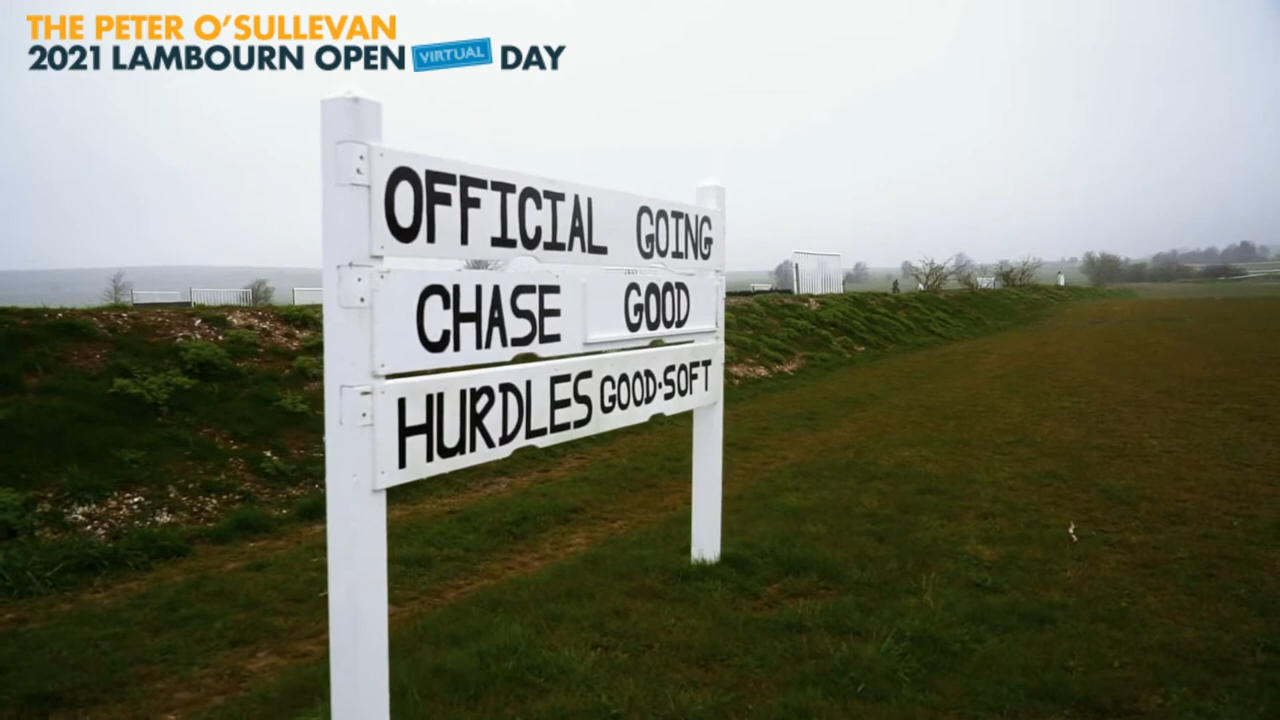 THE PETER O'SULLEVAN
2021 LAMBOURN OPEN VIRTUAL DAY
OFFICIAL GOING
CHASE GOOD
HURDLES GOOD-SOFT